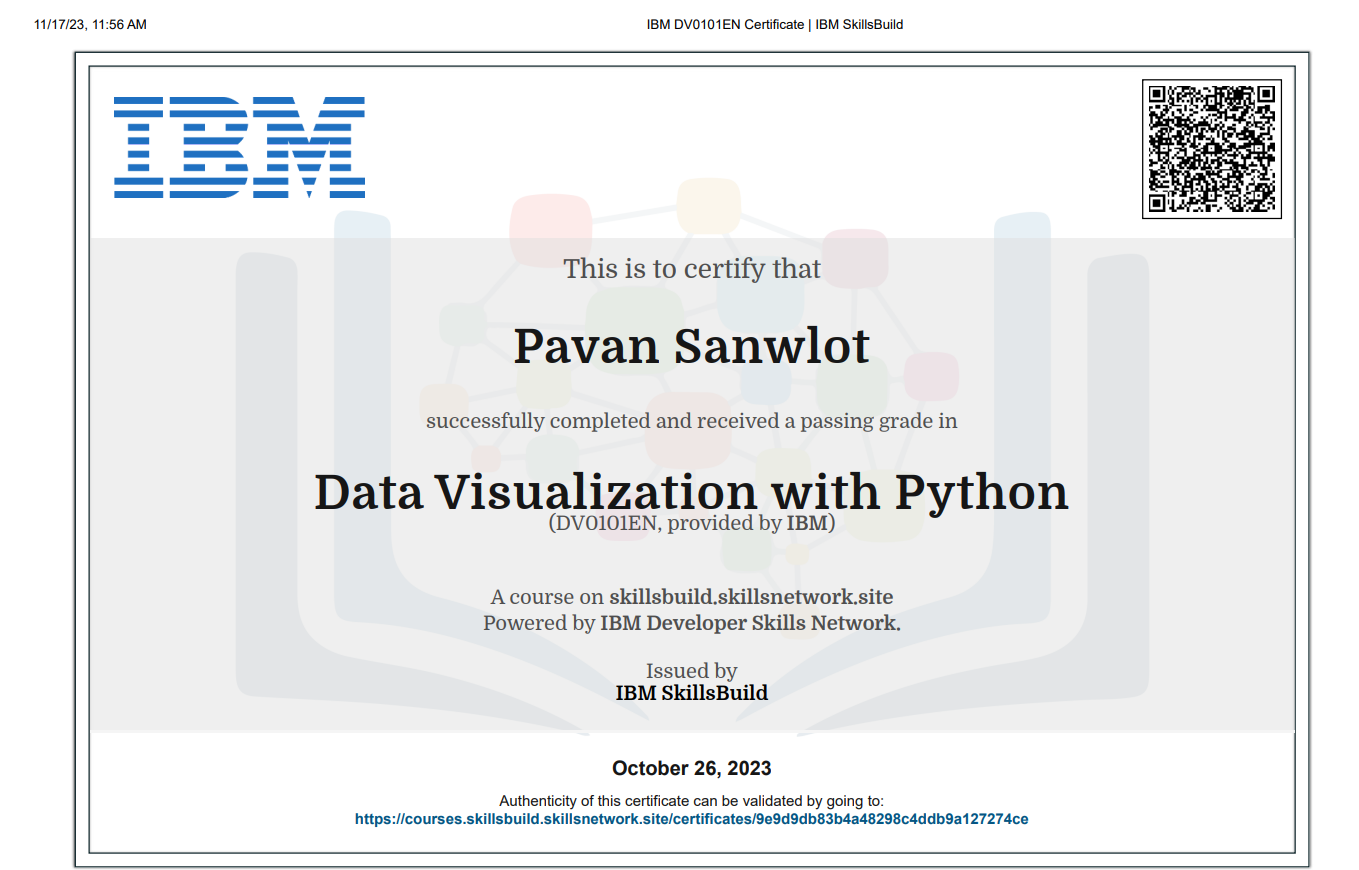 11/17/23, 11:56 AM
IBM DV0101EN Certificate | IBM SkillsBuild
IBM
This is to certify that
Pavan Sanwlot
successfully completed and received a passing grade in
Data Visualization with Python
(DV0101EN, provided by IBM)
A course on skillsbuild.skillsnetwork.site
Powered by IBM Developer Skills Network.
Issued by
IBM SkillsBuild
October 26, 2023
Authenticity of this certificate can be validated by going to:
https://courses.skillsbuild.skillsnetwork.site/certificates/9e9d9db83b4a48298c4ddb9a127274ce